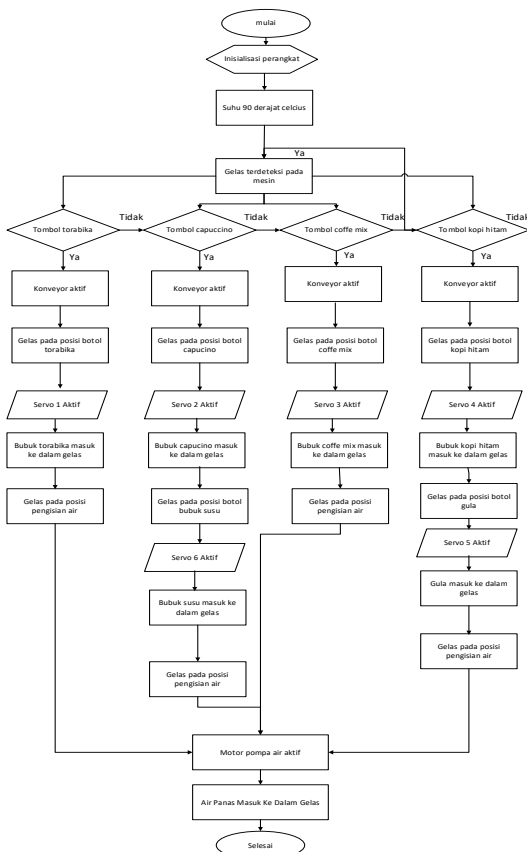 mulai
Inisialisasi perangkat
Suhu 90 derajat celcius
Ya
Gelas terdeteksi pada
mesin
Tombol torabika
Tidak
Tombol capuccino
Tidak
Tombol coffe mix
Tidak
Tombol kopi hitam
Tidak
Ya
Ya
Ya
Ya
Konveyor aktif
Konveyor aktif
Konveyor aktif
Konveyor aktif
Gelas pada posisi botol
torabika
Gelas pada posisi botol
capucino
Gelas pada posisi botol
coffe mix
Gelas pada posisi botol
kopi hitam
Servo 1 Aktif
Servo 2 Aktif
Servo 3 Aktif
Servo 4 Aktif
Bubuk torabika masuk
ke dalam gelas
Bubuk capucino masuk
ke dalam gelas
Bubuk coffe mix masuk
ke dalam gelas
Bubuk kopi hitam
masuk ke dalam gelas
Gelas pada posisi
pengisian air
Gelas pada posisi botol
bubuk susu
Gelas pada posisi
pengisian air
Gelas pada posisi botol
gula
Servo 6 Aktif
Servo 5 Aktif
Bubuk susu masuk ke
dalam gelas
Gula masuk ke dalam
gelas
Gelas pada posisi
pengisian air
Gelas pada posisi
pengisian air
Motor pompa air aktif
Air Panas Masuk Ke Dalam Gelas
Selesai